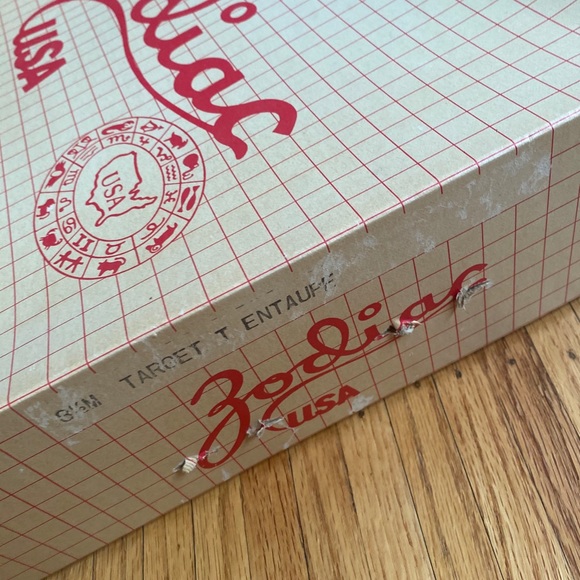 Zodiac
USA
USA
8½M TARGET T ENTAUPE
Zodiac
USA